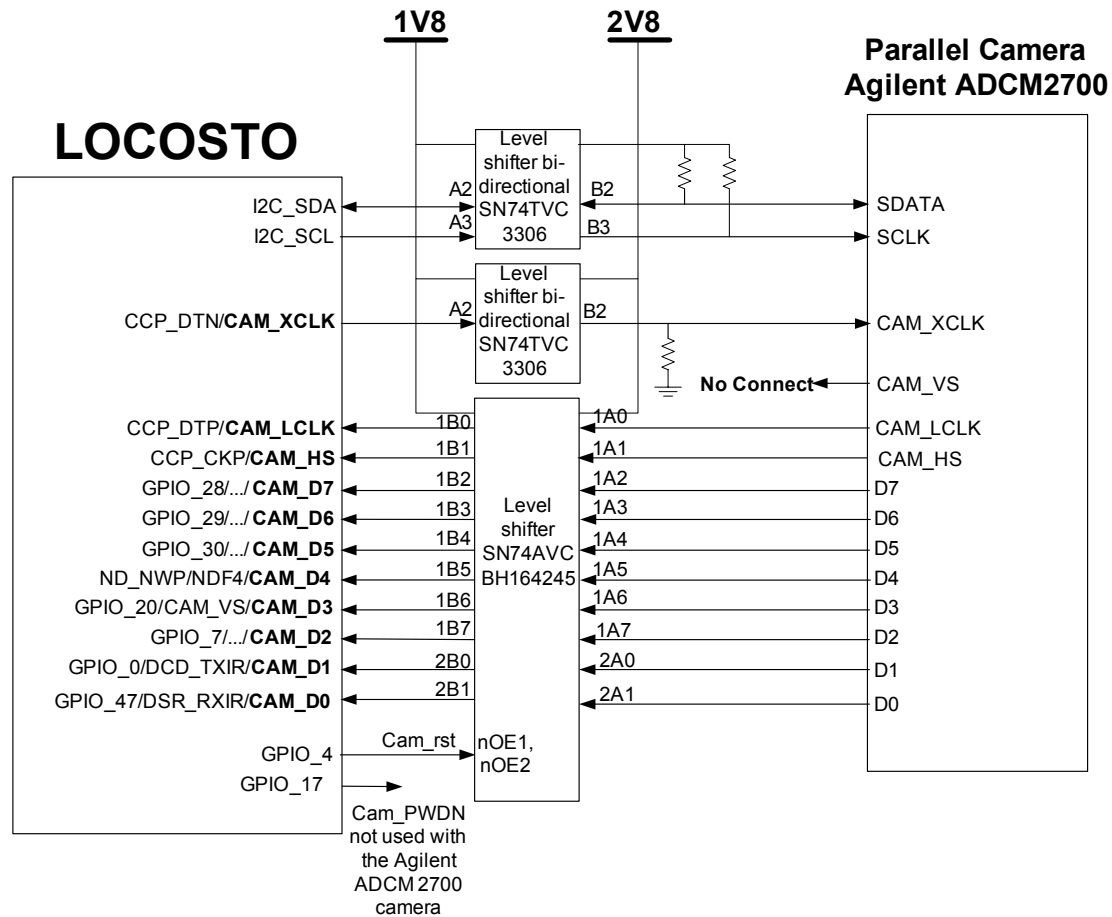 1V8
2V8
Parallel Camera
Agilent ADCM2700
LOCOSTO
Level
shifter bi-
directional
SN74TVC
3306
I2C_SDA
A2
B2
SDATA
I2C_SCL
A3
B3
SCLK
Level
shifter bi-
directional
SN74TVC
3306
CCP_DTN/CAM_XCLK
A2
B2
CAM_XCLK
No Connect
CAM_VS
CCP_DTP/CAM_LCLK
1B0
1A0
CAM_LCLK
CCP_CKP/CAM_HS
1B1
1A1
CAM_HS
GPIO_28/.../ CAM_D7
1B2
1A2
D7
GPIO_29/.../ CAM_D6
1B3
1A3
D6
GPIO_30/.../ CAM_D5
1B4
1A4
D5
ND_NWP/NDF4/CAM_D4
1B5
1A5
D4
GPIO_20/CAM_VS/CAM_D3
1B6
1A6
D3
GPIO_7/.../CAM_D2
1B7
1A7
D2
GPIO_0/DCD_TXIR/CAM_D1
2B0
2A0
D1
GPIO_47/DSR_RXIR/CAM_D0
2B1
2A1
D0
Level
shifter
SN74AVC
BH164245
GPIO_4
Cam_rst
nOE1,
nOE2
GPIO_17
Cam_PWDN
not used with
the Agilent
ADCM 2700
camera